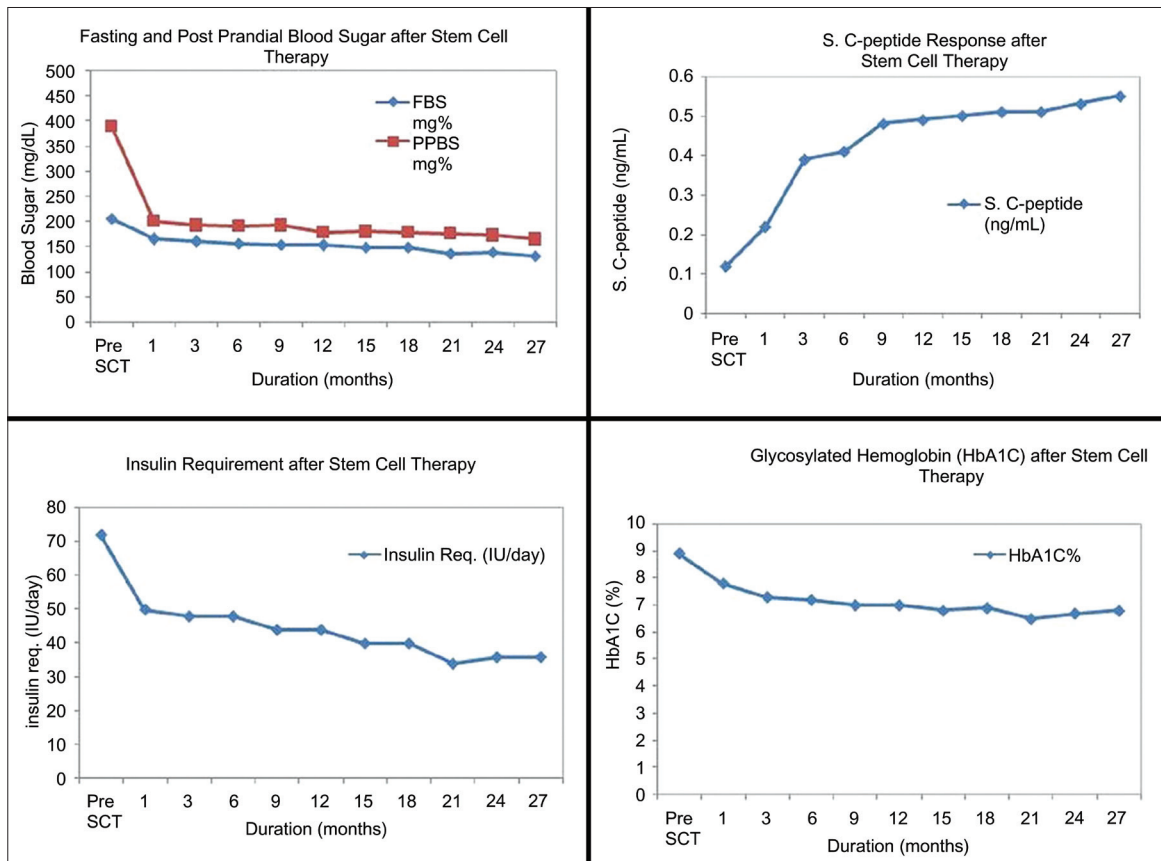 Fasting and Post Prandial Blood Sugar after Stem Cell
Therapy
500
450
400
350
300
250
200
150
100
50
0
Blood Sugar (mg/dL)
FBS
mg%
PPBS
mg%
Pre
SCT
1 3 6 9 12 15 18 21 24 27
Duration (months)
S. C-peptide Response after
Stem Cell Therapy
0.6
0.5
0.4
0.3
0.2
0.1
0
S. C-peptide (ng/mL)
S. C-peptide
(ng/mL)
Pre
SCT
1 3 6 9 12 15 18 21 24 27
Duration (months)
Insulin Requirement after Stem Cell Therapy
80
70
60
50
40
30
20
10
0
insulin req. (IU/day)
Insulin Req. (IU/day)
Pre
SCT
1 3 6 9 12 15 18 21 24 27
Duration (months)
Glycosylated Hemoglobin (HbA1C) after Stem Cell
Therapy
10
9
8
7
6
5
4
3
2
1
0
HbA1C (%)
HbA1C%
Pre
SCT
1 3 6 9 12 15 18 21 24 27
Duration (months)